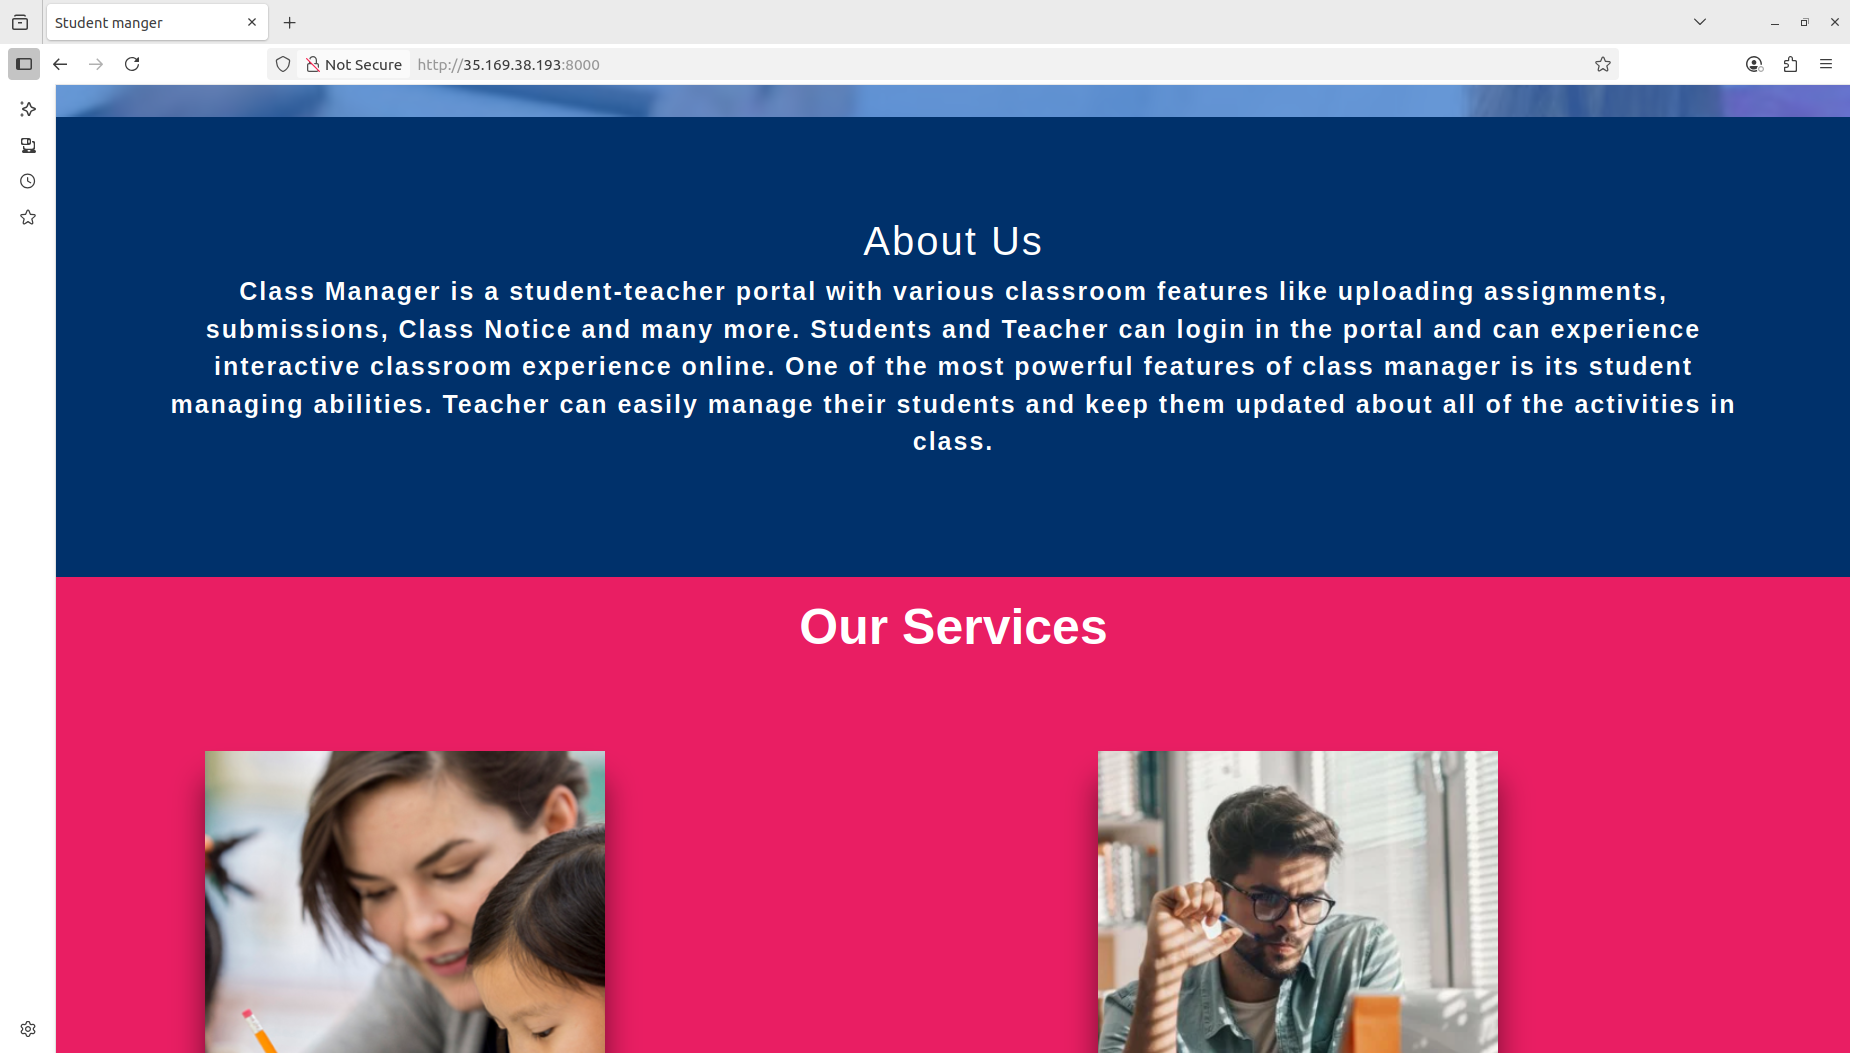 Student manger
Not Secure http://35.169.38.193:8000
About Us
Class Manager is a student-teacher portal with various classroom features like uploading assignments,
submissions, Class Notice and many more. Students and Teacher can login in the portal and can experience
interactive classroom experience online. One of the most powerful features of class manager is its student
managing abilities. Teacher can easily manage their students and keep them updated about all of the activities in
class.
Our Services